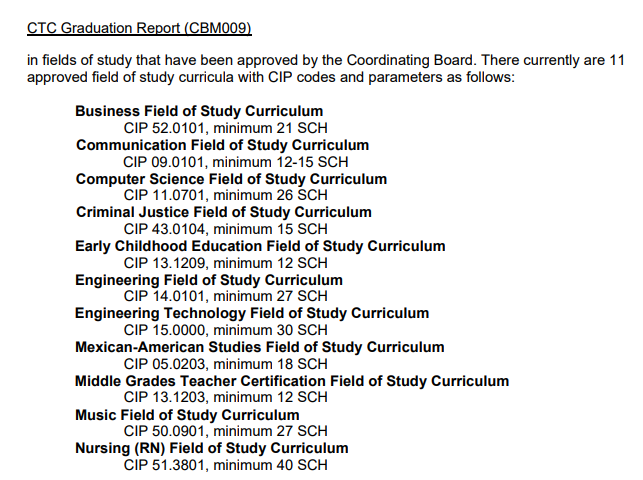 CTC Graduation Report (CBM009)
in fields of study that have been approved by the Coordinating Board. There currently are 11
approved field of study curricula with CIP codes and parameters as follows:
Business Field of Study Curriculum
CIP 52.0101, minimum 21 SCH
Communication Field of Study Curriculum
CIP 09.0101, minimum 12-15 SCH
Computer Science Field of Study Curriculum
CIP 11.0701, minimum 26 SCH
Criminal Justice Field of Study Curriculum
CIP 43.0104, minimum 15 SCH
Early Childhood Education Field of Study Curriculum
CIP 13.1209, minimum 12 SCH
Engineering Field of Study Curriculum
CIP 14.0101, minimum 27 SCH
Engineering Technology Field of Study Curriculum
CIP 15.0000, minimum 30 SCH
Mexican-American Studies Field of Study Curriculum
CIP 05.0203, minimum 18 SCH
Middle Grades Teacher Certification Field of Study Curriculum
CIP 13.1203, minimum 12 SCH
Music Field of Study Curriculum
CIP 50.0901, minimum 27 SCH
Nursing (RN) Field of Study Curriculum
CIP 51.3801, minimum 40 SCH